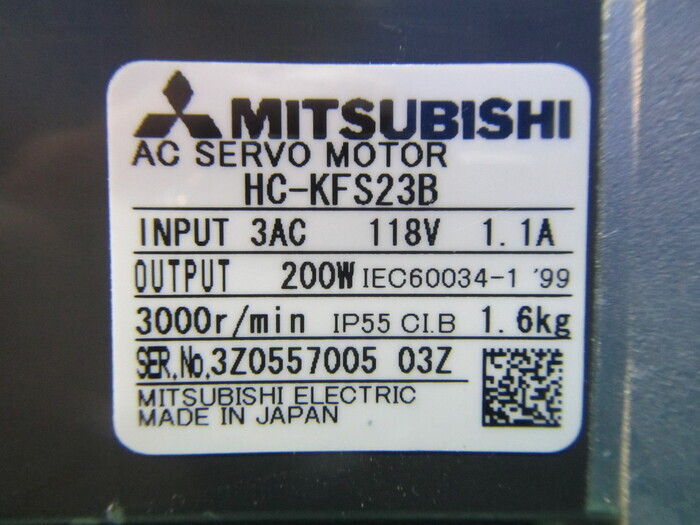 MITSUBISHI
AC SERVO MOTOR
HC-KFS23B
INPUT 3AC 118V 1.1A
OUTPUT 200W IEC60034-1 '99
3000r/min IP55 CI.B 1.6kg
SER.No.3Z0557005 03Z
MITSUBISHI ELECTRIC
MADE IN JAPAN